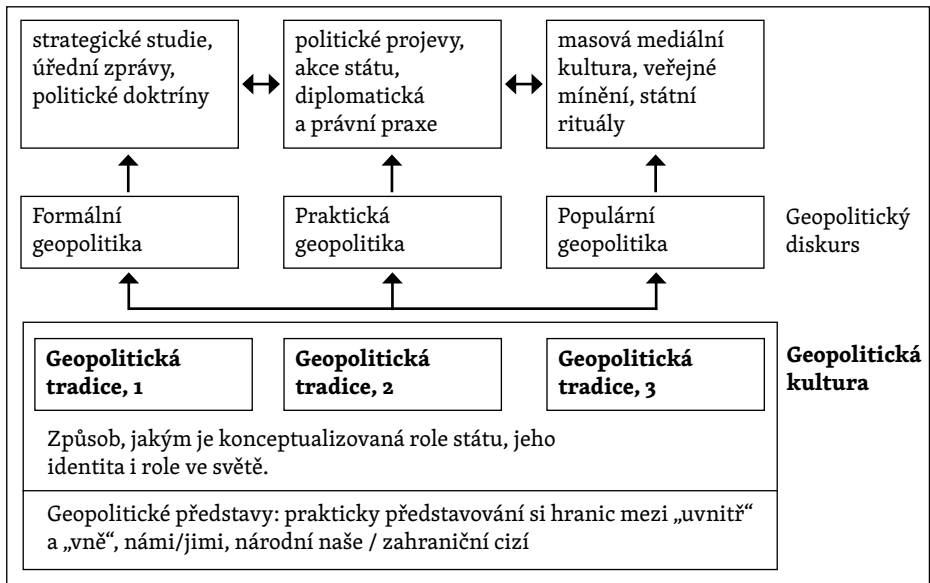 strategické studie,
úřední zprávy,
politické doktríny
politické projevy,
akce státu,
diplomatická
a právní praxe
masová mediální
kultura, veřejné
mínění, státní
rituály
Formální
geopolitika
Praktická
geopolitika
Populární
geopolitika
Geopolitický
diskurs
Geopolitická
tradice, 1
Geopolitická
tradice, 2
Geopolitická
tradice, 3
Geopolitická
kultura
Způsob, jakým je konceptualizovaná role státu, jeho
identita i role ve světě.
Geopolitické představy: prakticky představování si hranic mezi „uvnitř“
a „vně“, námi/jimi, národní naše / zahraniční cizí